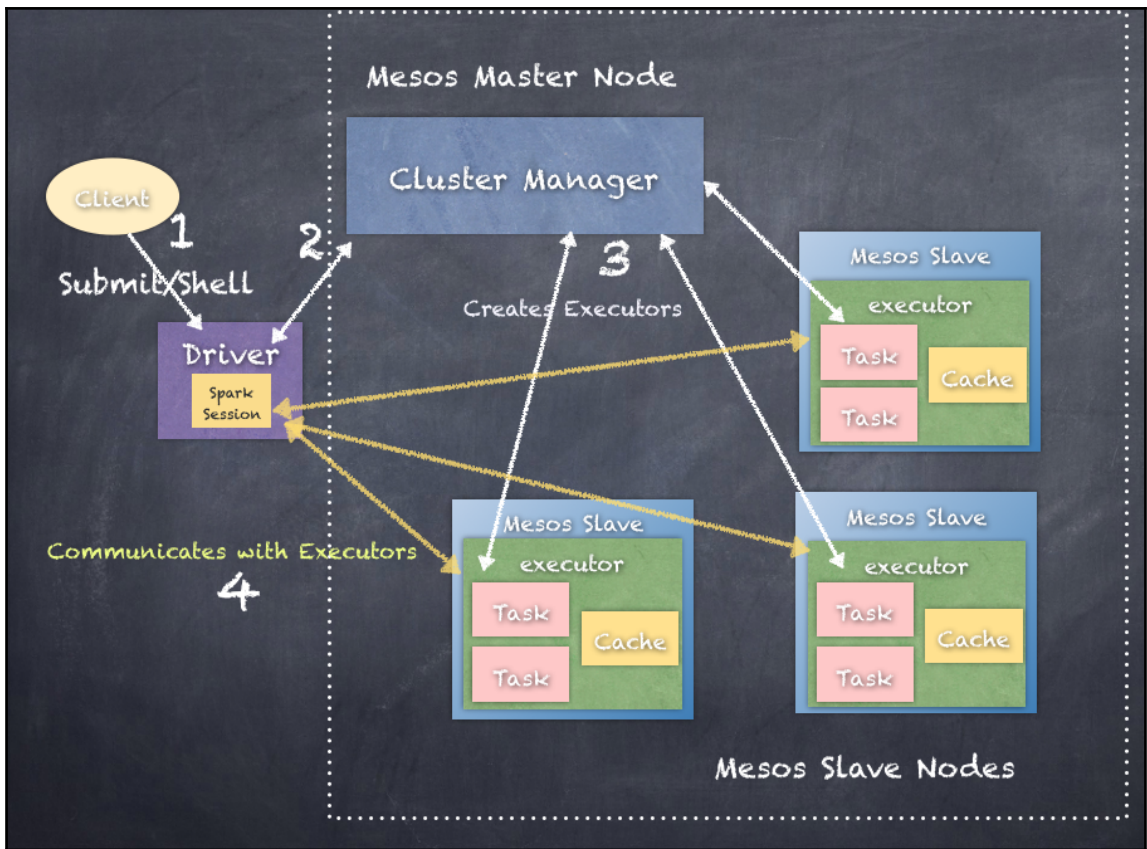 Mesos Master Node
Cluster Manager
Client
1
2
3
Submit/Shell
Creates Executors
Driver
Spark
Session
Mesos Slave
executor
Task
Cache
Task
Communicates with Executors
4
Mesos Slave
executor
Task
Cache
Task
Mesos Slave
executor
Task
Cache
Task
Mesos Slave Nodes